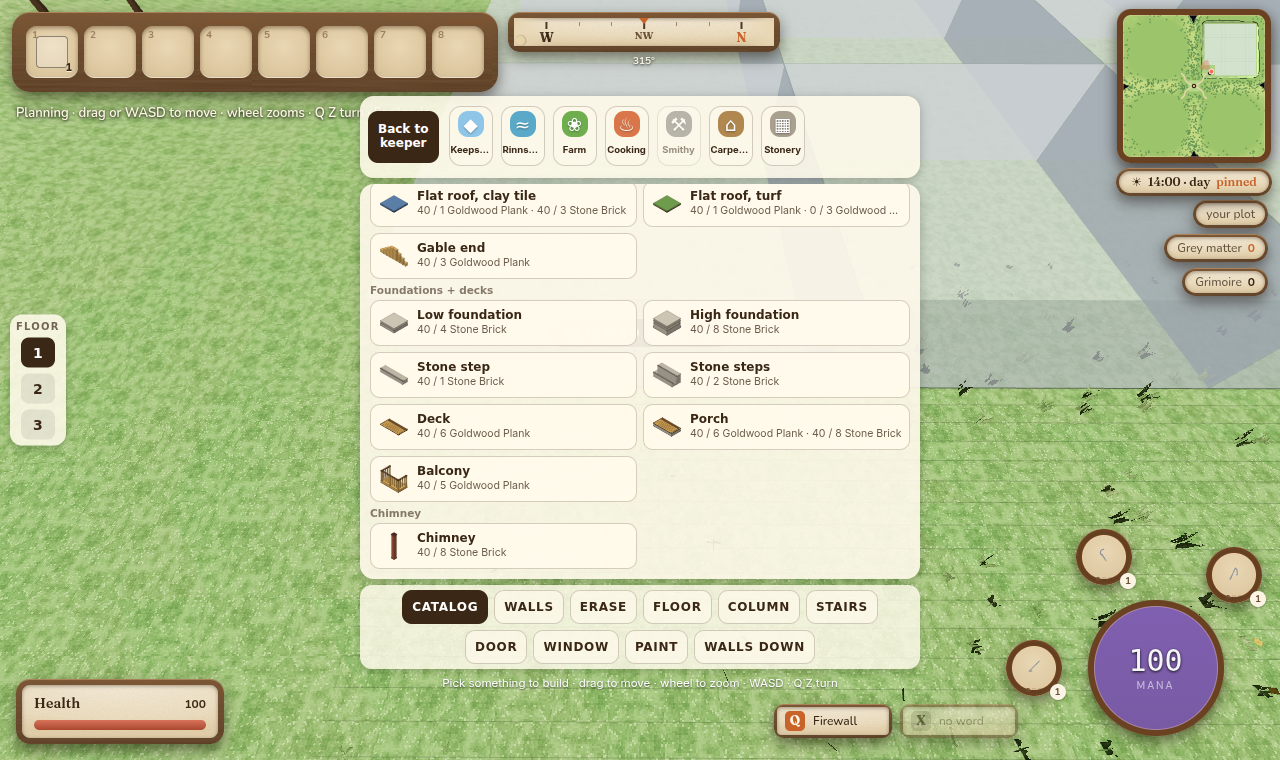 1 2 3 4 5 6 7 8
1
W NW N
315°
Planning · drag or WASD to move · wheel zooms · Q Z turn
Back to
keeper
Keeps...
Rinns...
Farm
Cooking
Smithy
Carpe...
Stonery
14:00 · day pinned
your plot
Grey matter 0
Grimoire 0
Flat roof, clay tile
40 / 1 Goldwood Plank · 40 / 3 Stone Brick
Flat roof, turf
40 / 1 Goldwood Plank · 0 / 3 Goldwood ...
Gable end
40 / 3 Goldwood Plank
Foundations + decks
Low foundation
40 / 4 Stone Brick
High foundation
40 / 8 Stone Brick
Stone step
40 / 1 Stone Brick
Stone steps
40 / 2 Stone Brick
Deck
40 / 6 Goldwood Plank
Porch
40 / 6 Goldwood Plank · 40 / 8 Stone Brick
Balcony
40 / 5 Goldwood Plank
Chimney
Chimney
40 / 8 Stone Brick
FLOOR
1
2
3
CATALOG WALLS ERASE FLOOR COLUMN STAIRS
DOOR WINDOW PAINT WALLS DOWN
Pick something to build · drag to move · wheel to zoom · WASD · Q Z turn
Health 100
Q Firewall
X no word
1
1
1
100
MANA